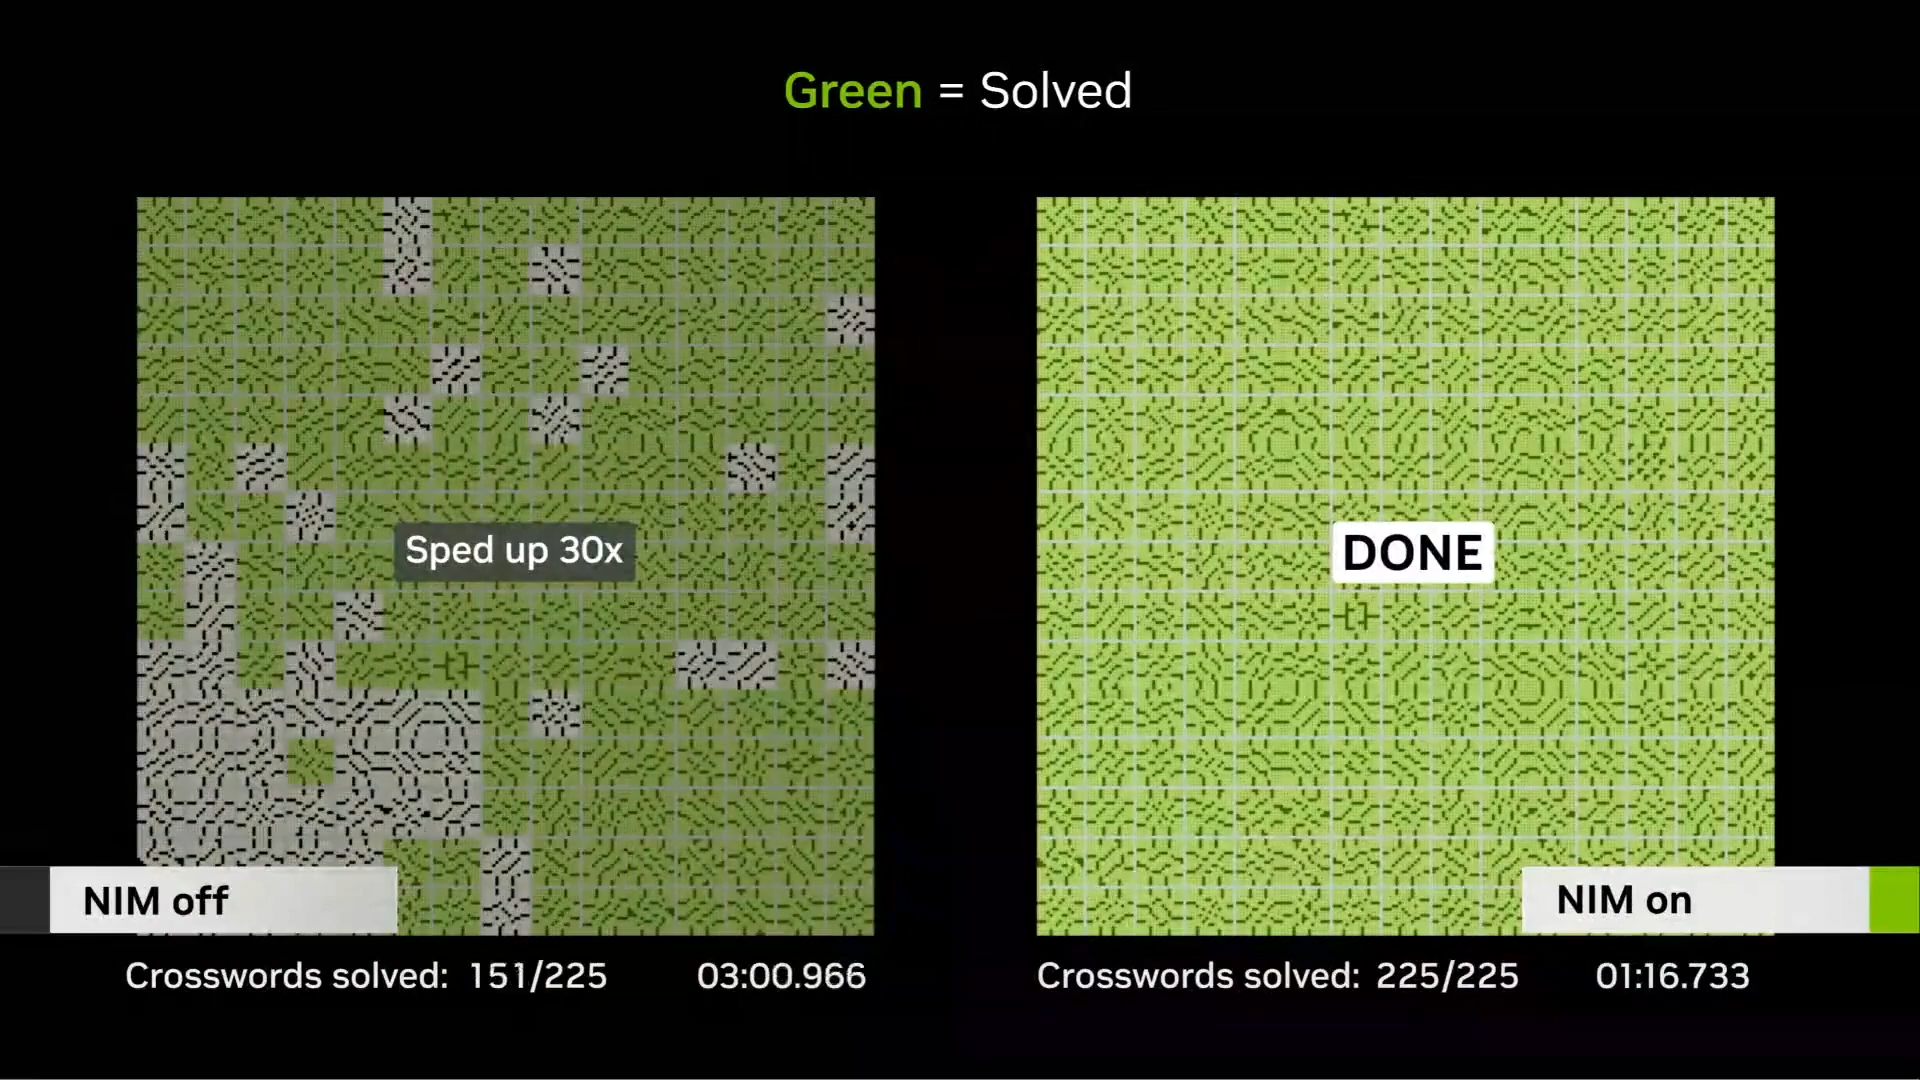 Green = Solved
Sped up 30x
DONE
NIM off
NIM on
Crosswords solved: 151/225 03:00.966
Crosswords solved: 225/225 01:16.733